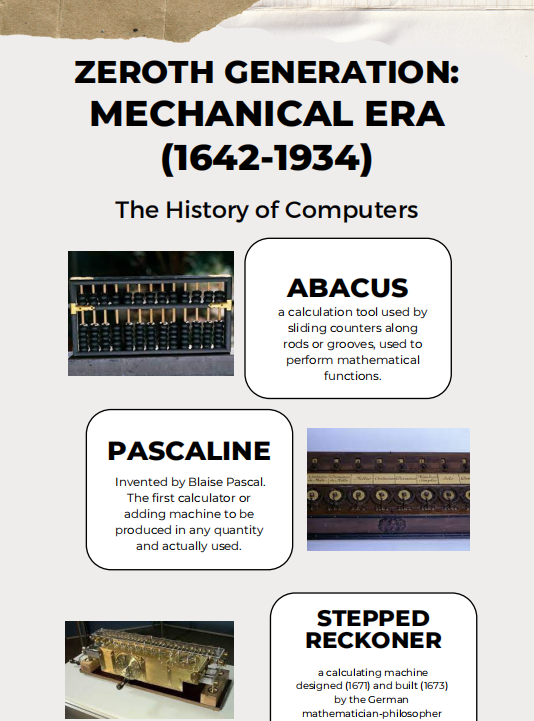 ZEROTH GENERATION:
MECHANICAL ERA
(1642-1934)
The History of Computers
ABACUS
a calculation tool used by
sliding counters along
rods or grooves, used to
perform mathematical
functions.
PASCALINE
Invented by Blaise Pascal.
The first calculator or
adding machine to be
produced in any quantity
and actually used.
STEPPED
RECKONER
a calculating machine
designed (1671) and built (1673)
by the German
mathematician-philosopher